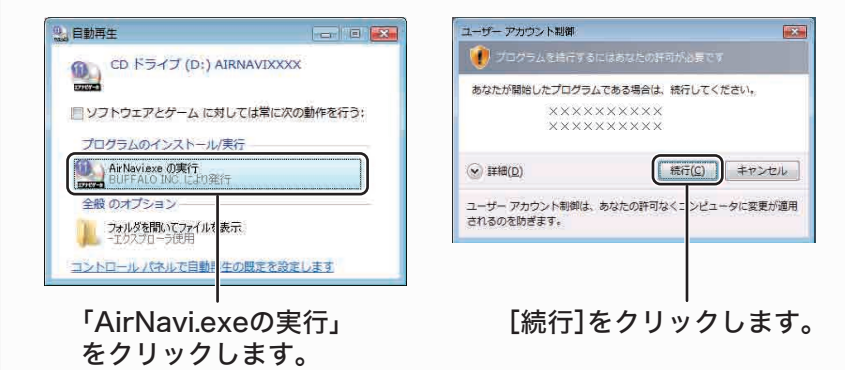 自動再生
CD ドライブ (D:) AIRNAVIXXXX
ソフトウェアとゲーム に対しては常に次の動作を行う:
プログラムのインストール/実行
AirNavi.exe の実行
BUFFALO INC. により発行
全般 のオプション
フォルダを開いてファイルを表示
-エクスプローラ使用
コントロール パネルで自動再生の既定を設定します
「AirNavi.exeの実行」
をクリックします。
ユーザー アカウント制御
プログラムを続行するにはあなたの許可が必要です
あなたが開始したプログラムである場合は、続行してください。
××××××××××
××××××××××
詳細(D)
続行(C)
キャンセル
ユーザー アカウント制御は、あなたの許可なくコンピュータに変更が適用
されるのを防ぎます。
[続行]をクリックします。